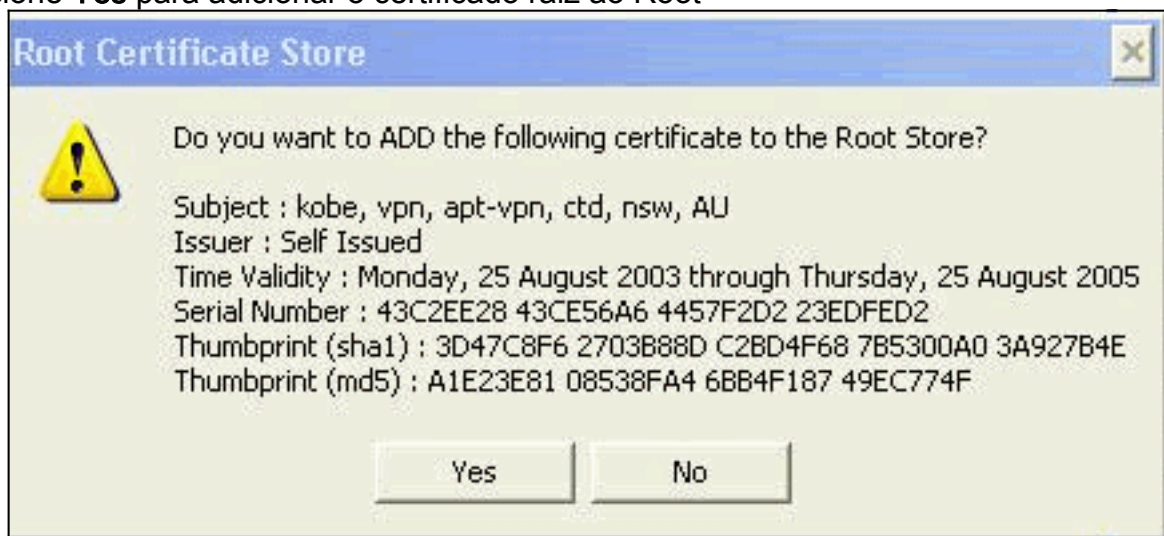 Yes para adicionar o certificado raiz ao Root
Root Certificate Store
Do you want to ADD the following certificate to the Root Store?
Subject : kobe, vpn, apt-vpn, ctd, nsw, AU
Issuer : Self Issued
Time Validity : Monday, 25 August 2003 through Thursday, 25 August 2005
Serial Number : 43C2EE28 43CE56A6 4457F2D2 23EDFED2
Thumbprint (sha1) : 3D47C8F6 2703B88D C2BD4F68 7B5300A0 3A927B4E
Thumbprint (md5) : A1E23E81 08538FA4 6BB4F187 49EC774F
Yes No